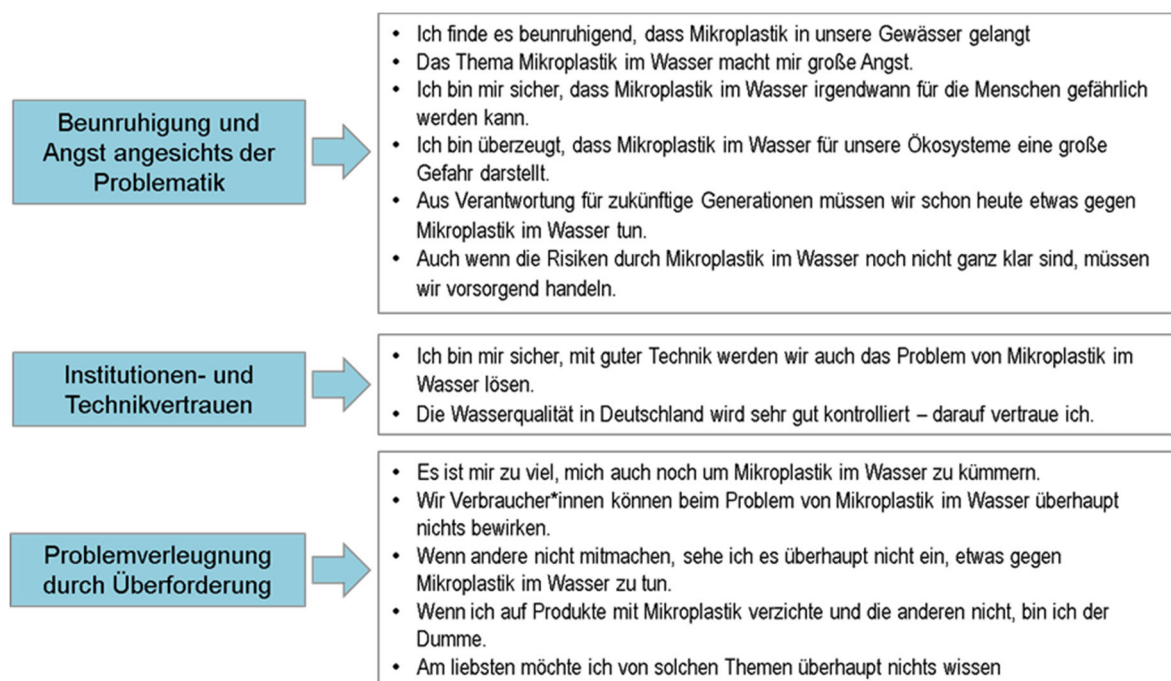 Beunruhigung und
Angst angesichts der
Problematik
• Ich finde es beunruhigend, dass Mikroplastik in unsere Gewässer gelangt
• Das Thema Mikroplastik im Wasser macht mir große Angst.
• Ich bin mir sicher, dass Mikroplastik im Wasser irgendwann für die Menschen gefährlich
werden kann.
• Ich bin überzeugt, dass Mikroplastik im Wasser für unsere Ökosysteme eine große
Gefahr darstellt.
• Aus Verantwortung für zukünftige Generationen müssen wir schon heute etwas gegen
Mikroplastik im Wasser tun.
• Auch wenn die Risiken durch Mikroplastik im Wasser noch nicht ganz klar sind, müssen
wir vorsorgend handeln.
Institutionen- und
Technikvertrauen
• Ich bin mir sicher, mit guter Technik werden wir auch das Problem von Mikroplastik im
Wasser lösen.
• Die Wasserqualität in Deutschland wird sehr gut kontrolliert – darauf vertraue ich.
Problemverleugnung
durch Überforderung
• Es ist mir zu viel, mich auch noch um Mikroplastik im Wasser zu kümmern.
• Wir Verbraucher*innen können beim Problem von Mikroplastik im Wasser überhaupt
nichts bewirken.
• Wenn andere nicht mitmachen, sehe ich es überhaupt nicht ein, etwas gegen
Mikroplastik im Wasser zu tun.
• Wenn ich auf Produkte mit Mikroplastik verzichte und die anderen nicht, bin ich der
Dumme.
• Am liebsten möchte ich von solchen Themen überhaupt nichts wissen